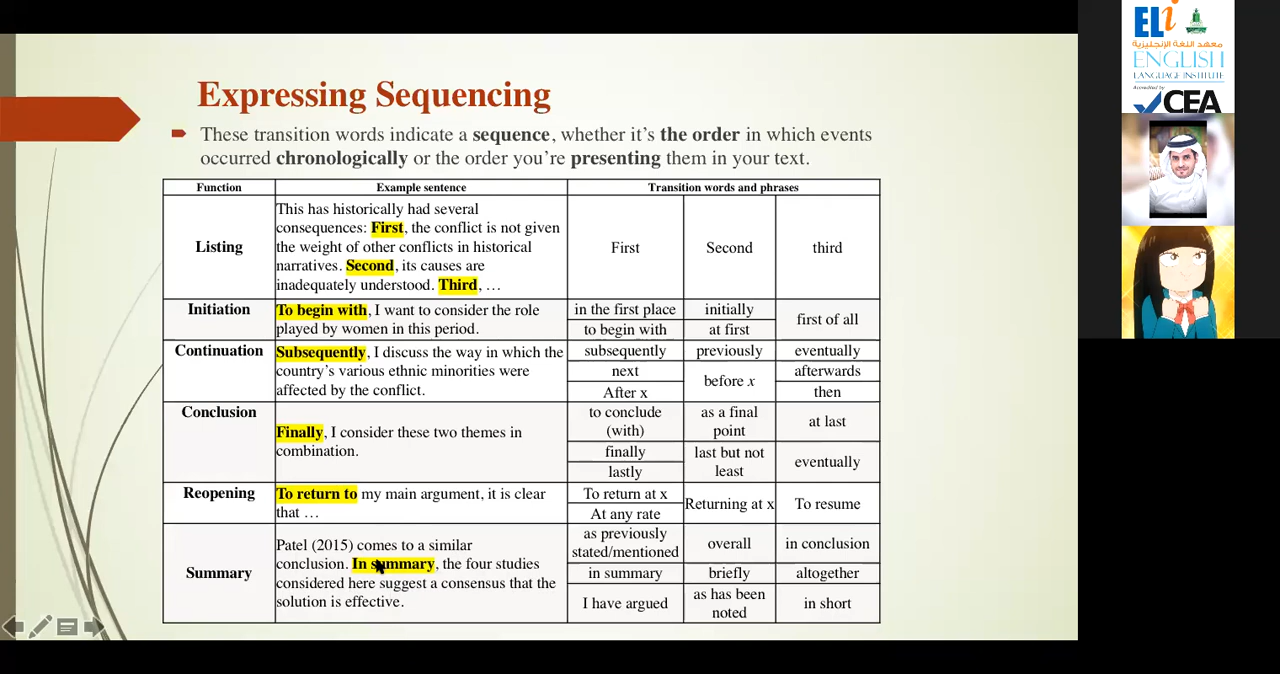 Expressing Sequencing
These transition words indicate a sequence, whether it's the order in which events
occurred chronologically or the order you're presenting them in your text.
Function Example sentence Transition words and phrases
Listing
This has historically had several
consequences: First, the conflict is not given
the weight of other conflicts in historical
narratives. Second, its causes are
inadequately understood. Third, …
First Second third
Initiation
To begin with, I want to consider the role
played by women in this period.
in the first place initially
to begin with at first
first of all
Continuation
Subsequently, I discuss the way in which the
country's various ethnic minorities were
affected by the conflict.
subsequently previously eventually
next
before x
afterwards
After x
then
Conclusion
Finally, I consider these two themes in
combination.
to conclude
(with)
as a final
point
at last
finally
lastly
last but not
least
eventually
Reopening
To return to my main argument, it is clear
that …
To return at x
At any rate
Returning at x
To resume
Summary
Patel (2015) comes to a similar
conclusion. In summary, the four studies
considered here suggest a consensus that the
solution is effective.
as previously
stated/mentioned
overall
in conclusion
in summary briefly altogether
I have argued
as has been
noted
in short
ELi
معهد اللغة الإنجليزية
ENGLISH
LANGUAGE INSTITUTE
Accredited by
CEA